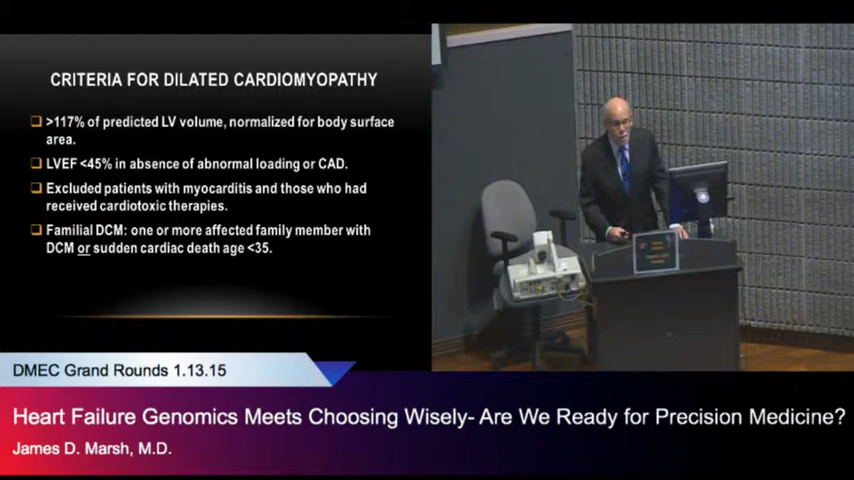 CRITERIA FOR DILATED CARDIOMYOPATHY
>117% of predicted LV volume, normalized for body surface
area.
LVEF <45% in absence of abnormal loading or CAD.
Excluded patients with myocarditis and those who had
received cardiotoxic therapies.
Familial DCM: one or more affected family member with
DCM or sudden cardiac death age <35.
DMEC Grand Rounds 1.13.15
Heart Failure Genomics Meets Choosing Wisely- Are We Ready for Precision Medicine?
James D. Marsh, M.D.